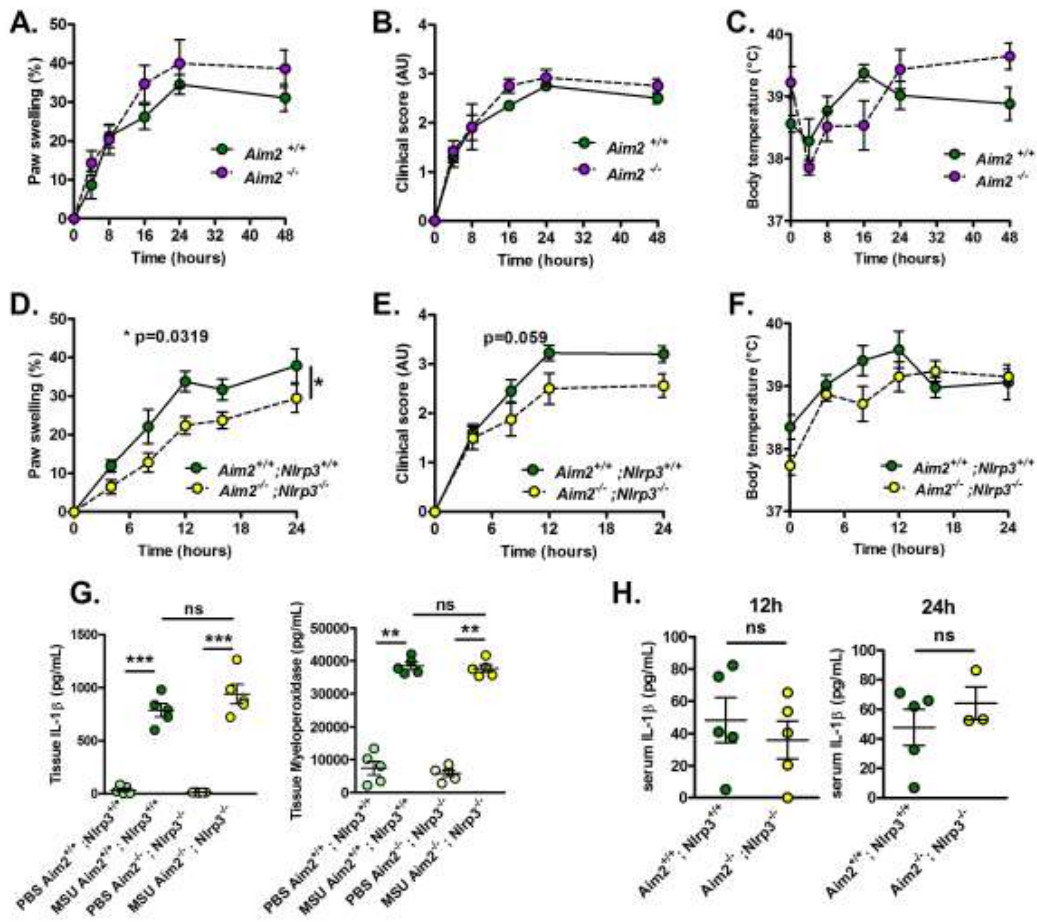 A.
Paw swelling (%)
50
40
30
20
10
0
0 8 16 24 32 40 48
Time (hours)
Aim2 +/+
Aim2 -/-
B.
Clinical score (AU)
4
3
2
1
0
0 8 16 24 32 40 48
Time (hours)
Aim2 +/+
Aim2 -/-
C.
Body temperature (°C)
40
39
38
37
0 8 16 24 32 40 48
Time (hours)
Aim2 +/+
Aim2 -/-
D.
* p=0.0319
Paw swelling (%)
50
40
30
20
10
0
*
0 6 12 18 24
Time (hours)
Aim2+/+ ;Nlrp3+/+
Aim2-/- ;Nlrp3-/-
E.
p=0.059
Clinical score (AU)
4
3
2
1
0
0 6 12 18 24
Time (hours)
Aim2+/+ ;Nlrp3+/+
Aim2-/- ;Nlrp3-/-
F.
Body temperature (°C)
40
39
38
37
0 6 12 18 24
Time (hours)
Aim2+/+ ;Nlrp3+/+
Aim2-/- ;Nlrp3-/-
G.
ns
*** ***
Tissue IL-1β (pg/mL)
1500
1000
500
0
PBS Aim2+/+ ; Nlrp3+/+
MSU Aim2+/+ ; Nlrp3+/+
PBS Aim2-/- ; Nlrp3-/-
MSU Aim2-/- ; Nlrp3-/-
ns
** **
Tissue Myeloperoxidase (pg/mL)
50000
40000
30000
20000
10000
0
PBS Aim2+/+ ; Nlrp3+/+
MSU Aim2+/+ ; Nlrp3+/+
PBS Aim2-/- ; Nlrp3-/-
MSU Aim2-/- ; Nlrp3-/-
H.
12h
ns
serum IL-1β (pg/mL)
100
80
60
40
20
0
Aim2+/+ ; Nlrp3+/+
Aim2-/- ;Nlrp3-/-
24h
ns
serum IL-1β (pg/mL)
100
80
60
40
20
0
Aim2+/+ ; Nlrp3+/+
Aim2-/- ; Nlrp3-/-